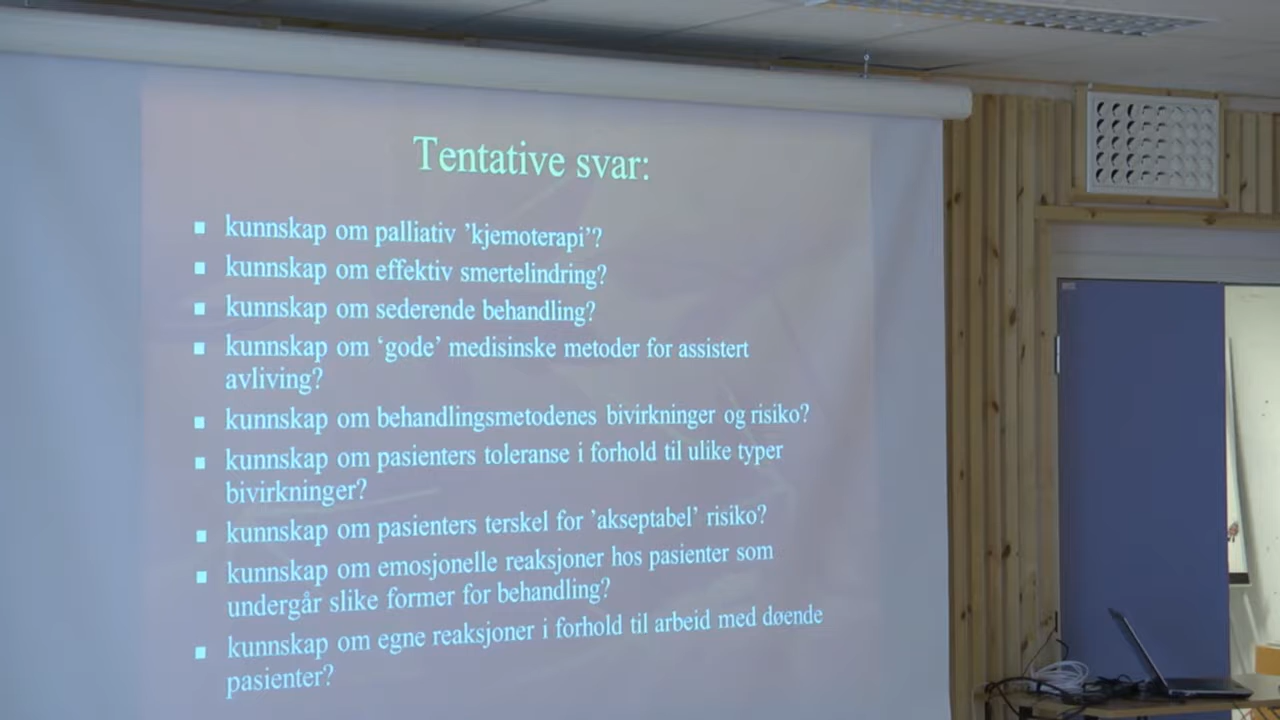 Tentative svar:
▪ kunnskap om palliativ ’kjemoterapi’?
▪ kunnskap om effektiv smertelindring?
▪ kunnskap om sederende behandling?
▪ kunnskap om ‘gode’ medisinske metoder for assistert
avliving?
▪ kunnskap om behandlingsmetodenes bivirkninger og risiko?
▪ kunnskap om pasienters toleranse i forhold til ulike typer
bivirkninger?
▪ kunnskap om pasienters terskel for ’akseptabel’ risiko?
▪ kunnskap om emosjonelle reaksjoner hos pasienter som
undergår slike former for behandling?
▪ kunnskap om egne reaksjoner i forhold til arbeid med døende
pasienter?